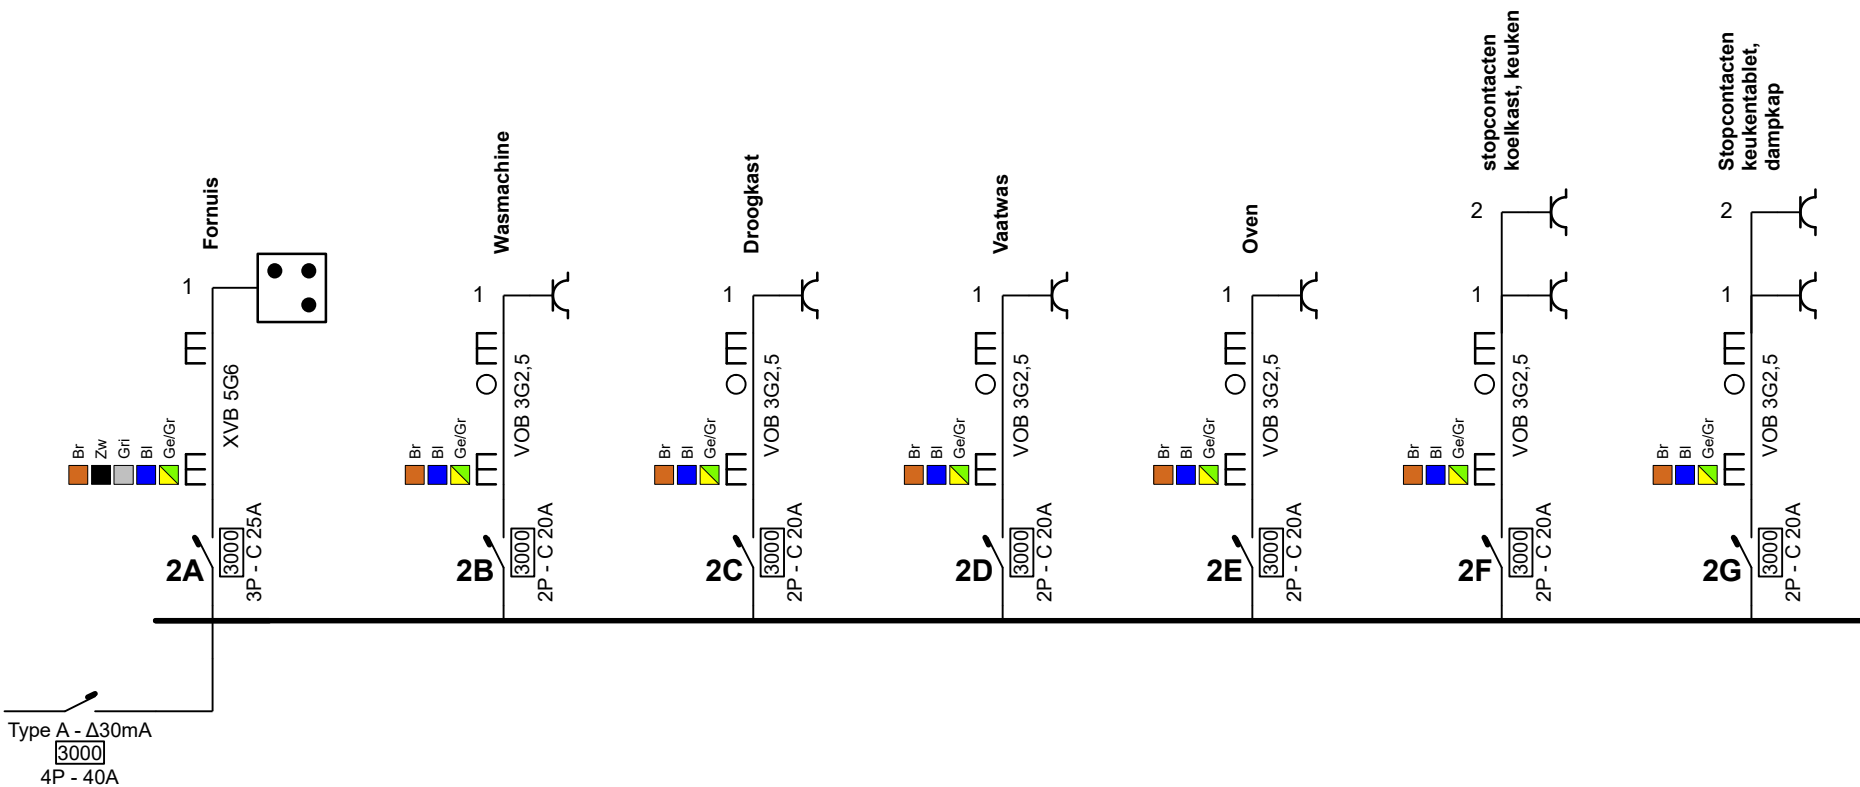 Fornuis
1
XVB 5G6
Br
Zw
Gri
Bl
Ge/Gr
2A
3000
3P - C 25A
Wasmachine
1
VOB 3G2,5
Br
Bl
Ge/Gr
2B
3000
2P - C 20A
Droogkast
1
VOB 3G2,5
Br
Bl
Ge/Gr
2C
3000
2P - C 20A
Vaatwas
1
VOB 3G2,5
Br
Bl
Ge/Gr
2D
3000
2P - C 20A
Oven
1
VOB 3G2,5
Br
Bl
Ge/Gr
2E
3000
2P - C 20A
stopcontacten
koelkast, keuken
2
1
VOB 3G2,5
Br
Bl
Ge/Gr
2F
3000
2P - C 20A
Stopcontacten
keukentablet,
dampkap
2
1
VOB 3G2,5
Br
Bl
Ge/Gr
2G
3000
2P - C 20A
Type A - Δ30mA
3000
4P - 40A